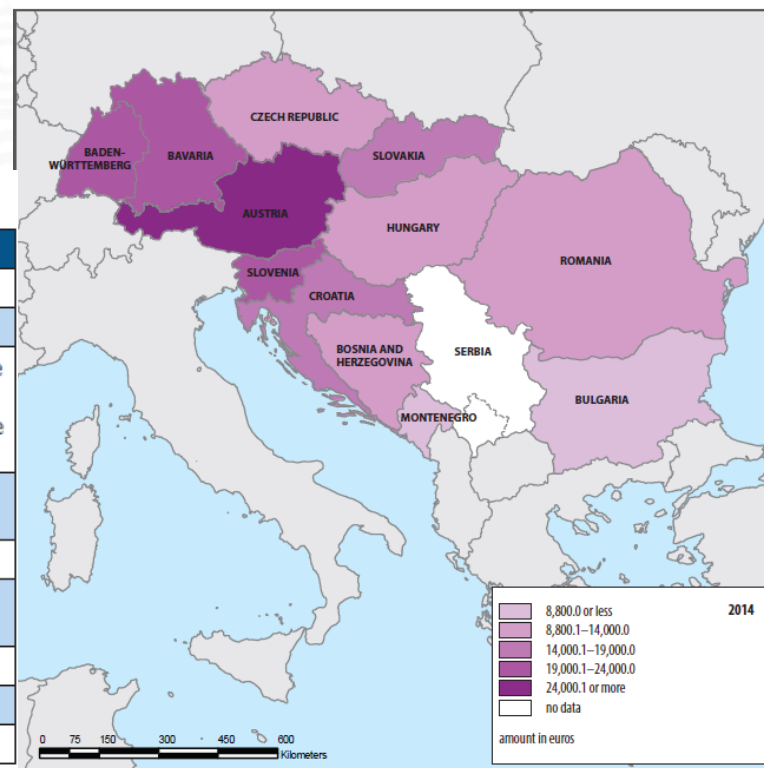 CZECH REPUBLIC
BADEN-
WÜRTTEMBERG
BAVARIA
SLOVAKIA
AUSTRIA
HUNGARY
SLOVENIA
ROMANIA
CROATIA
BOSNIA AND
HERZEGOVINA
SERBIA
BULGARIA
MONTENEGRO
8,800.0 or less
2014
8,800.1–14,000.0
14,000.1–19,000.0
19,000.1–24,000.0
24,000.1 or more
no data
amount in euros
0 75 150 300 450 600
Kilometers
e
e